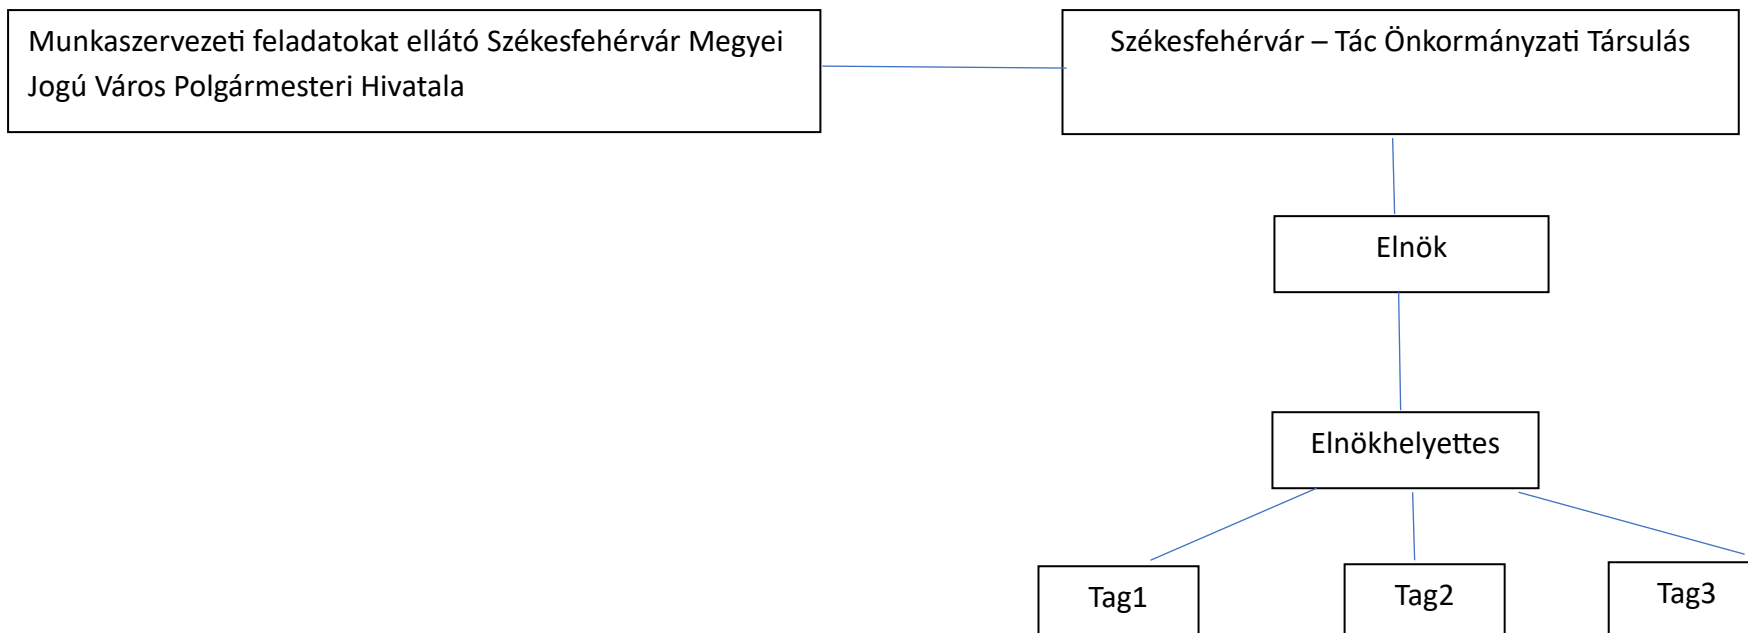 Munkaszervezeti feladatokat ellátó Székesfehérvár Megyei
Jogú Város Polgármesteri Hivatala
Székesfehérvár – Tác Önkormányzati Társulás
Elnök
Elnökhelyettes
Tag1
Tag2
Tag3